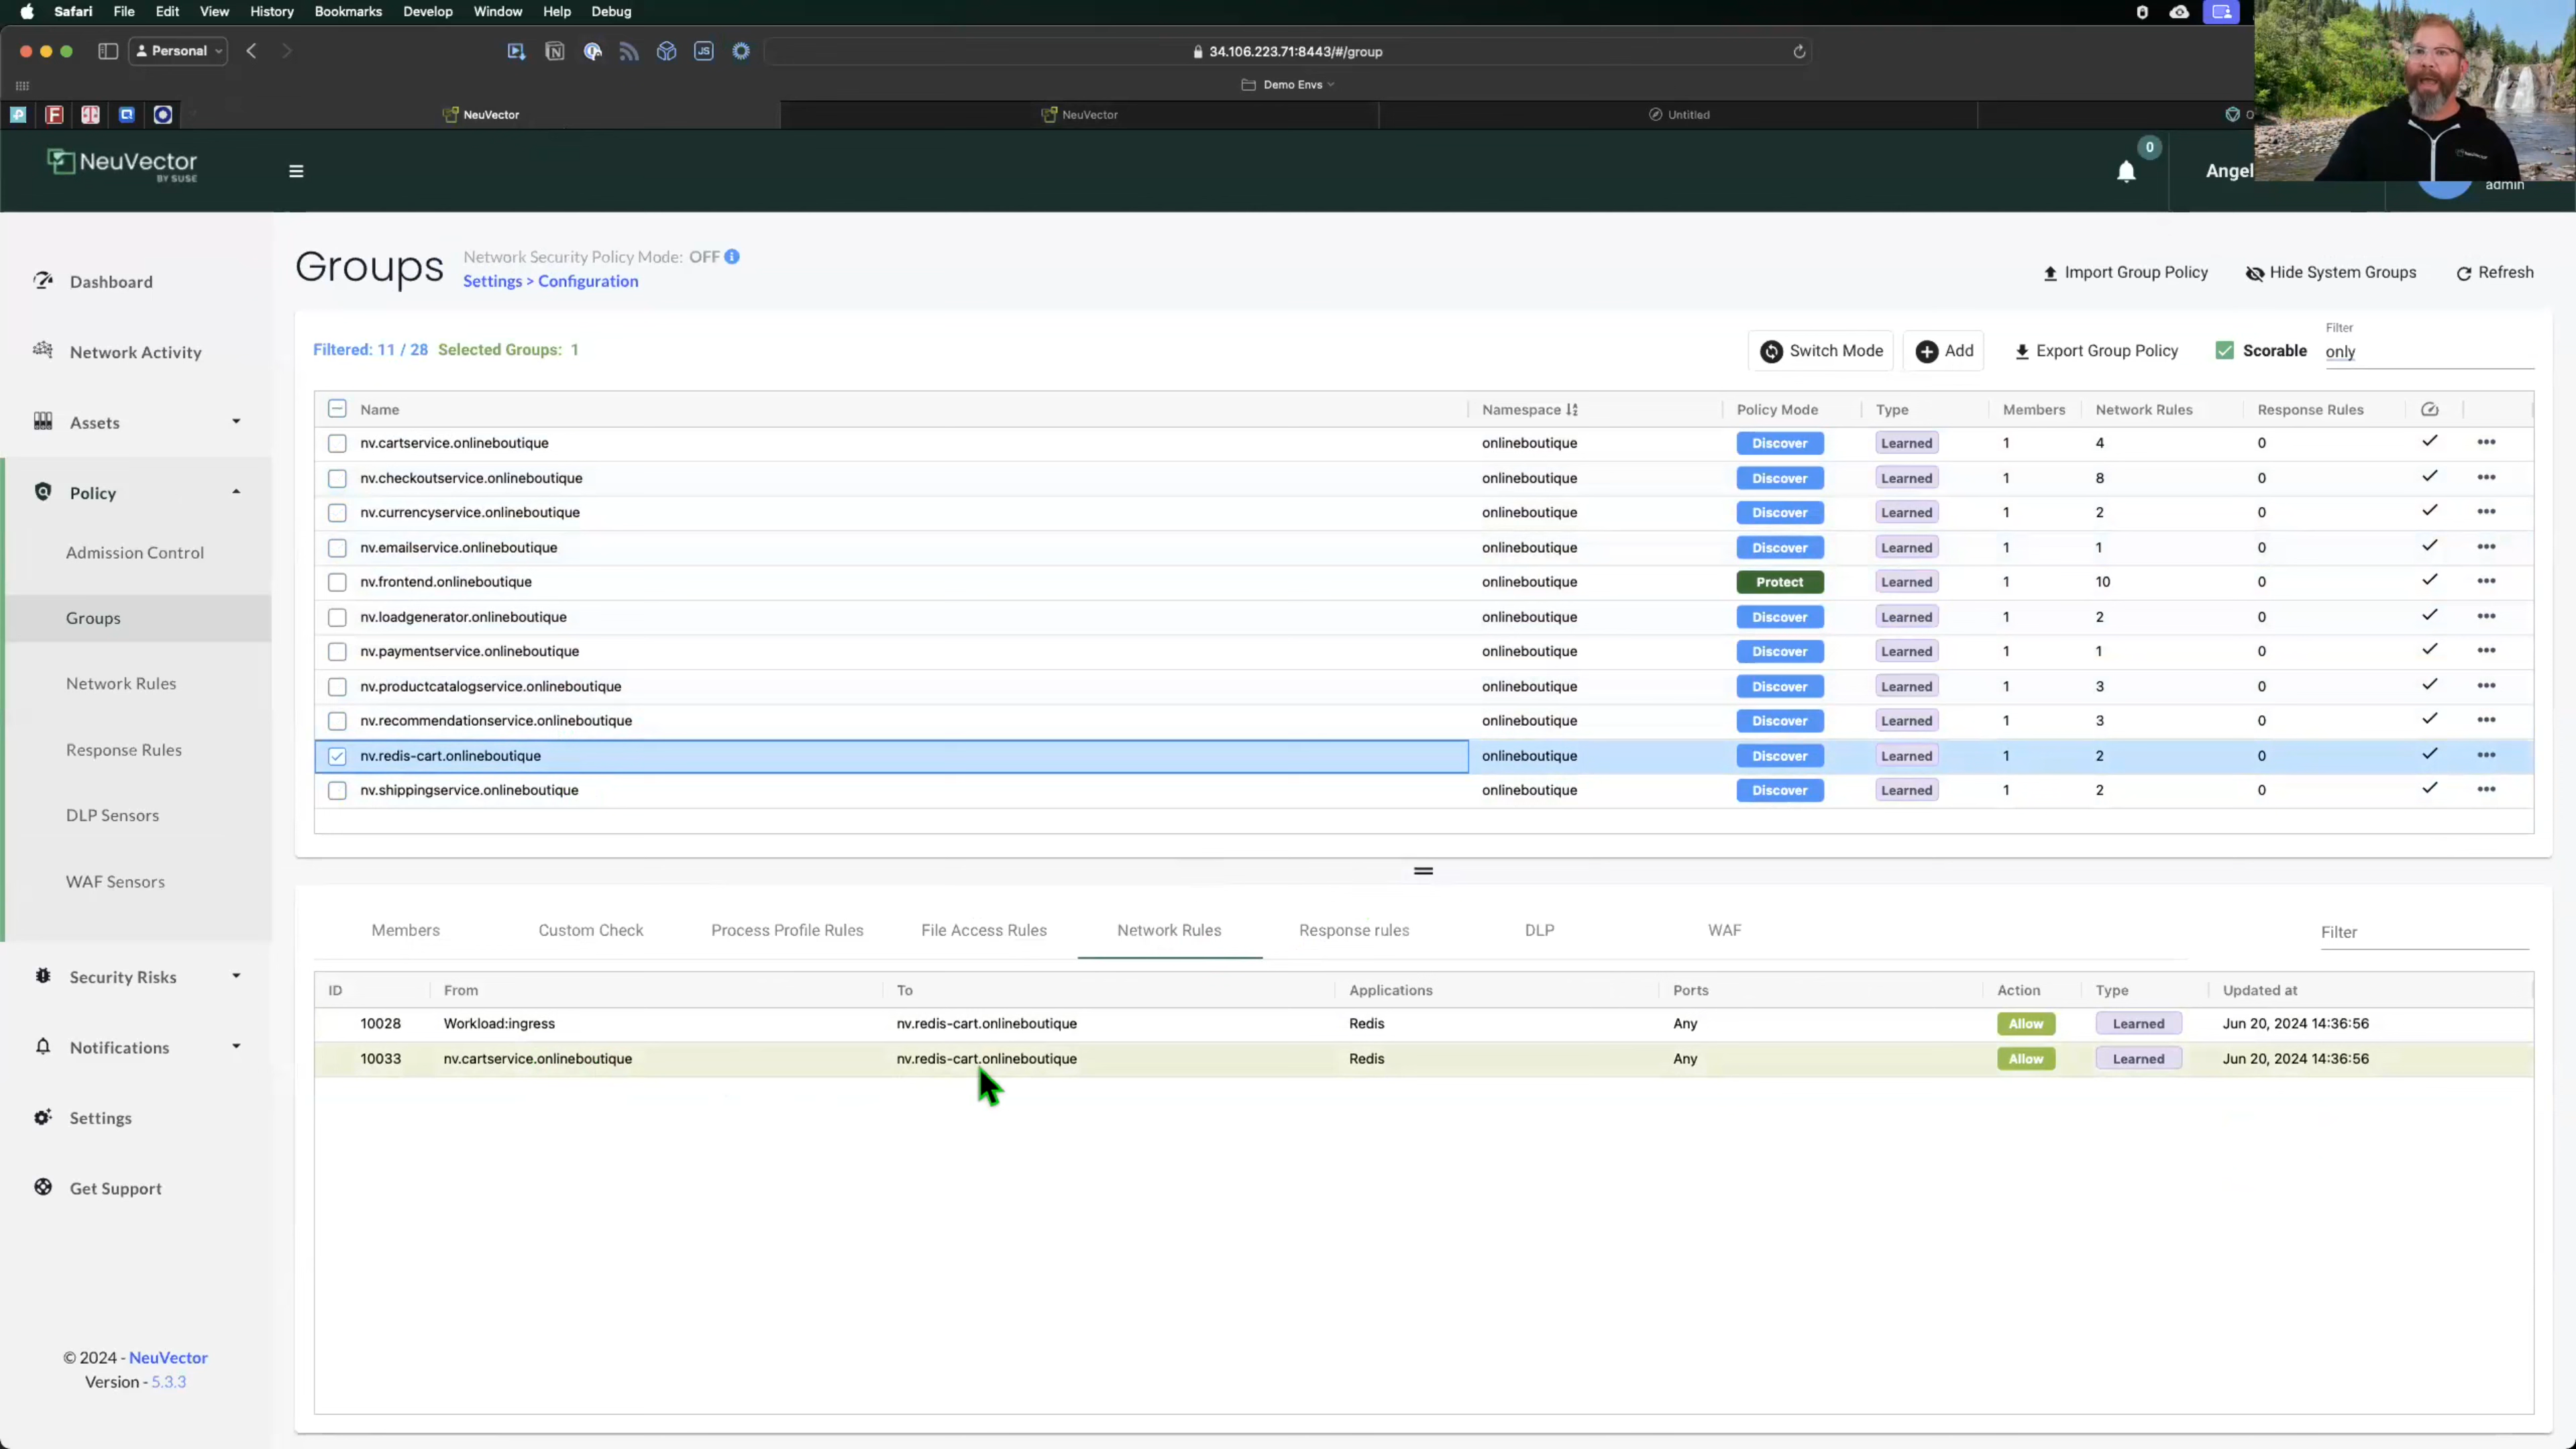 Safari File Edit View History Bookmarks Develop Window Help Debug
Personal
JS
34.106.223.71:8443/#/group
Demo Envs
NeuVector
NeuVector
Untitled
NeuVector
BY SUSE
0
Angel
admin
Dashboard
Network Activity
Assets
Policy
Admission Control
Groups
Network Rules
Response Rules
DLP Sensors
WAF Sensors
Security Risks
Notifications
Settings
Get Support
© 2024 - NeuVector
Version - 5.3.3
Groups
Network Security Policy Mode: OFF
Settings > Configuration
Import Group Policy Hide System Groups Refresh
Filtered: 11 / 28 Selected Groups: 1
Switch Mode Add Export Group Policy Scorable
Filter
only
Name Namespace Policy Mode Type Members Network Rules Response Rules
nv.cartservice.onlineboutique onlineboutique Discover Learned 1 4 0
nv.checkoutservice.onlineboutique onlineboutique Discover Learned 1 8 0
nv.currencyservice.onlineboutique onlineboutique Discover Learned 1 2 0
nv.emailservice.onlineboutique onlineboutique Discover Learned 1 1 0
nv.frontend.onlineboutique onlineboutique Protect Learned 1 10 0
nv.loadgenerator.onlineboutique onlineboutique Discover Learned 1 2 0
nv.paymentservice.onlineboutique onlineboutique Discover Learned 1 1 0
nv.productcatalogservice.onlineboutique onlineboutique Discover Learned 1 3 0
nv.recommendationservice.onlineboutique onlineboutique Discover Learned 1 3 0
nv.redis-cart.onlineboutique onlineboutique Discover Learned 1 2 0
nv.shippingservice.onlineboutique onlineboutique Discover Learned 1 2 0
Members Custom Check Process Profile Rules File Access Rules Network Rules Response rules DLP WAF Filter
ID From To Applications Ports Action Type Updated at
10028 Workload:ingress nv.redis-cart.onlineboutique Redis Any Allow Learned Jun 20, 2024 14:36:56
10033 nv.cartservice.onlineboutique nv.redis-cart.onlineboutique Redis Any Allow Learned Jun 20, 2024 14:36:56